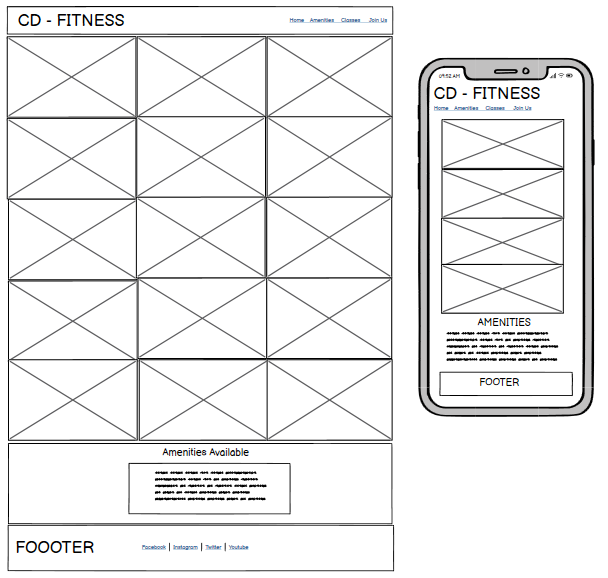 CD - FITNESS
Home Amenities Classes Join Us
Amenities Available
FOOOTER
Facebook | Instagram | Twitter | Youtube
09:52 AM
CD - FITNESS
Home Amenities Classes Join Us
AMENITIES
FOOTER